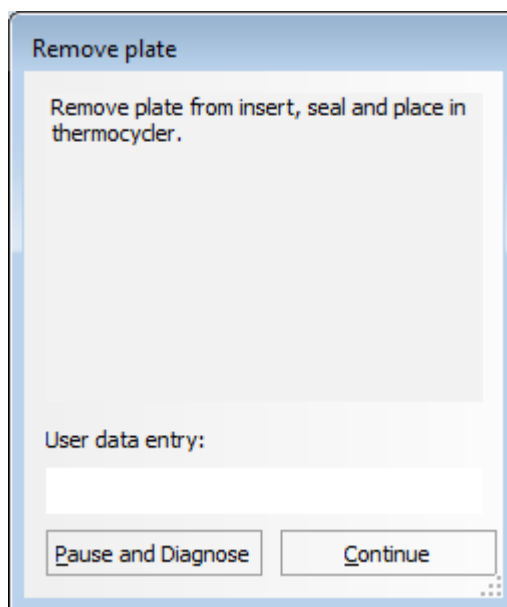 Remove plate
Remove plate from insert, seal and place in
thermocycler.
User data entry:
Pause and Diagnose
Continue